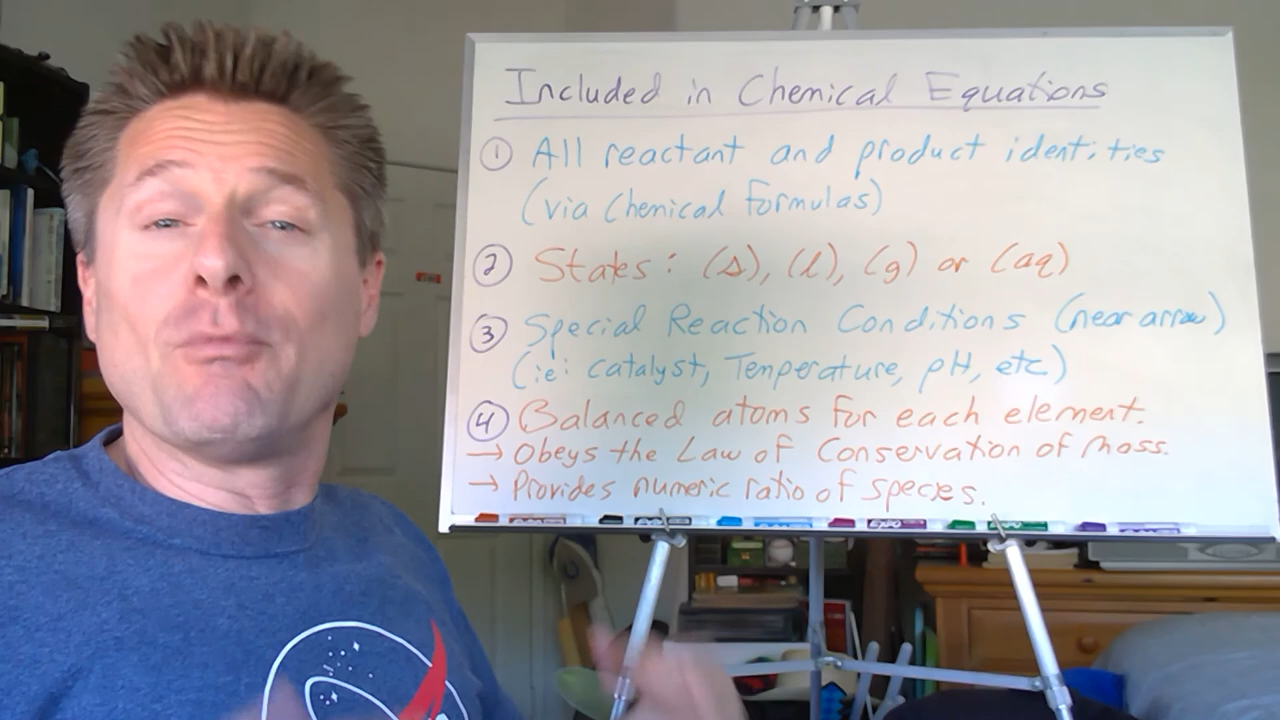 Included in Chemical Equations
① All reactant and product identities
(via Chemical Formulas)
② States: (s), (l), (g) or (aq)
③ Special Reaction Conditions (near arrow)
(ie: catalyst, Temperature, pH, etc)
④ Balanced atoms for each element.
→ Obeys the Law of Conservation of Mass.
→ Provides numeric ratio of species.
EXPO